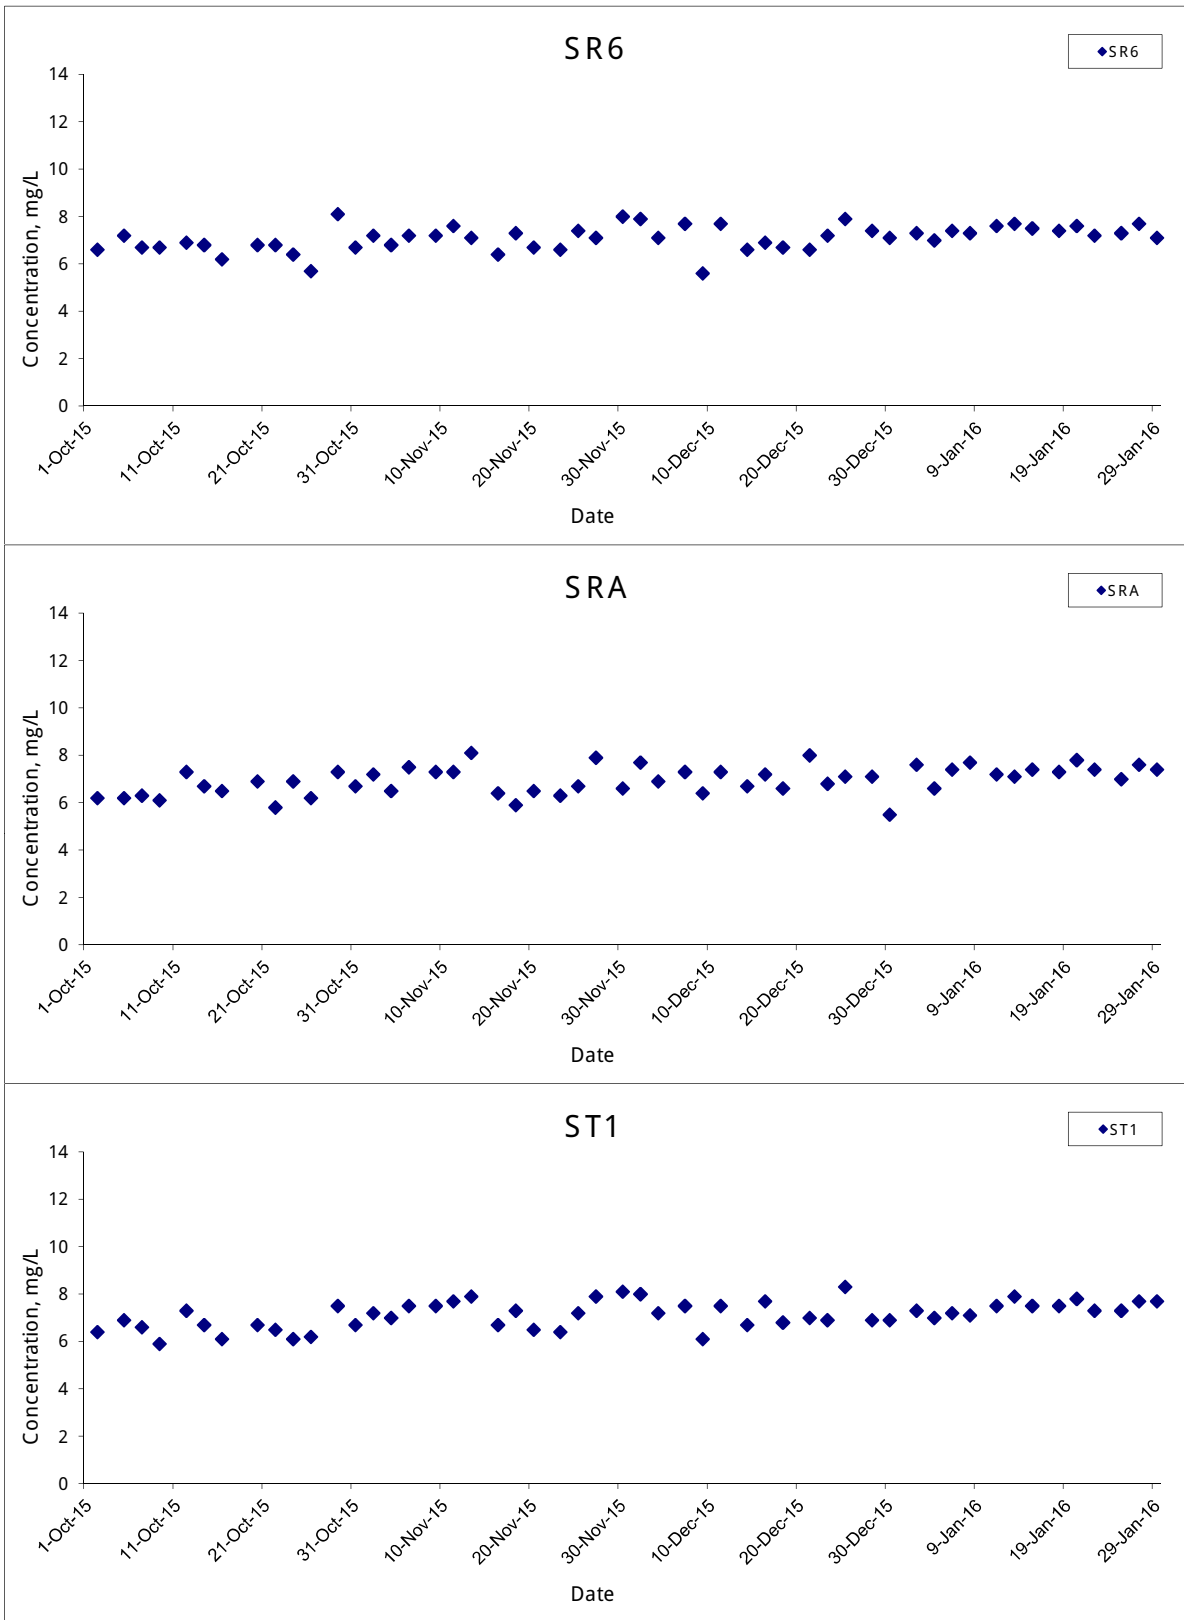 SR6
SR6
14
12
10
8
6
4
2
0
Concentration, mg/L
1-Oct-15
11-Oct-15
21-Oct-15
31-Oct-15
10-Nov-15
20-Nov-15
30-Nov-15
10-Dec-15
20-Dec-15
30-Dec-15
9-Jan-16
19-Jan-16
29-Jan-16
Date
SRA
SRA
14
12
10
8
6
4
2
0
Concentration, mg/L
1-Oct-15
11-Oct-15
21-Oct-15
31-Oct-15
10-Nov-15
20-Nov-15
30-Nov-15
10-Dec-15
20-Dec-15
30-Dec-15
9-Jan-16
19-Jan-16
29-Jan-16
Date
ST1
ST1
14
12
10
8
6
4
2
0
Concentration, mg/L
1-Oct-15
11-Oct-15
21-Oct-15
31-Oct-15
10-Nov-15
20-Nov-15
30-Nov-15
10-Dec-15
20-Dec-15
30-Dec-15
9-Jan-16
19-Jan-16
29-Jan-16
Date